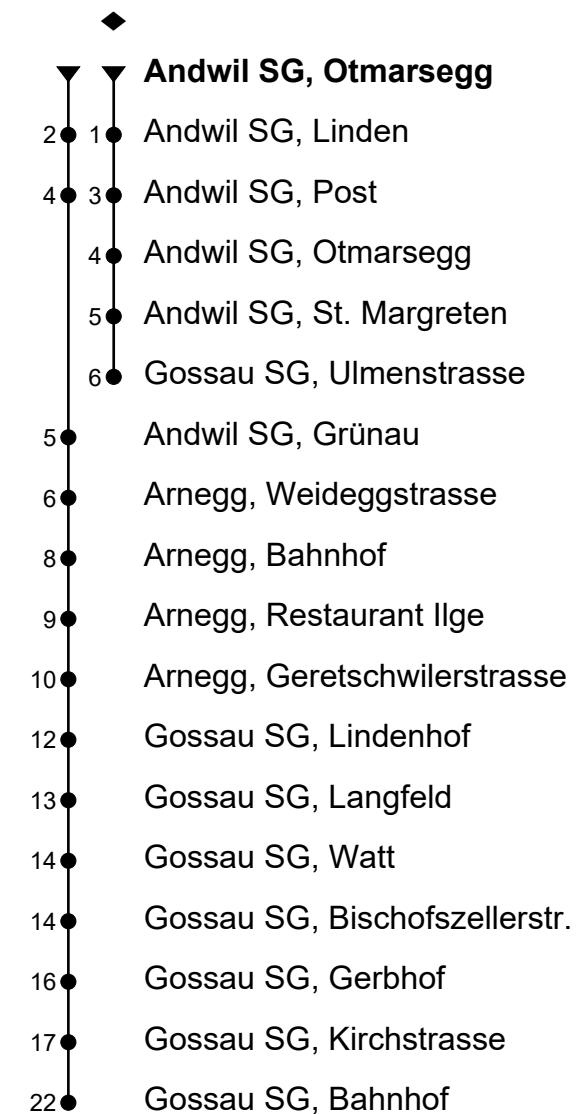 Andwil SG, Otmarsegg
2 1 Andwil SG, Linden
4 3 Andwil SG, Post
4 Andwil SG, Otmarsegg
5 Andwil SG, St. Margreten
6 Gossau SG, Ulmenstrasse
5 Andwil SG, Grünau
6 Arnegg, Weideggstrasse
8 Arnegg, Bahnhof
9 Arnegg, Restaurant Ilge
10 Arnegg, Geretschwilerstrasse
12 Gossau SG, Lindenhof
13 Gossau SG, Langfeld
14 Gossau SG, Watt
14 Gossau SG, Bischofszellerstr.
16 Gossau SG, Gerbhof
17 Gossau SG, Kirchstrasse
22 Gossau SG, Bahnhof